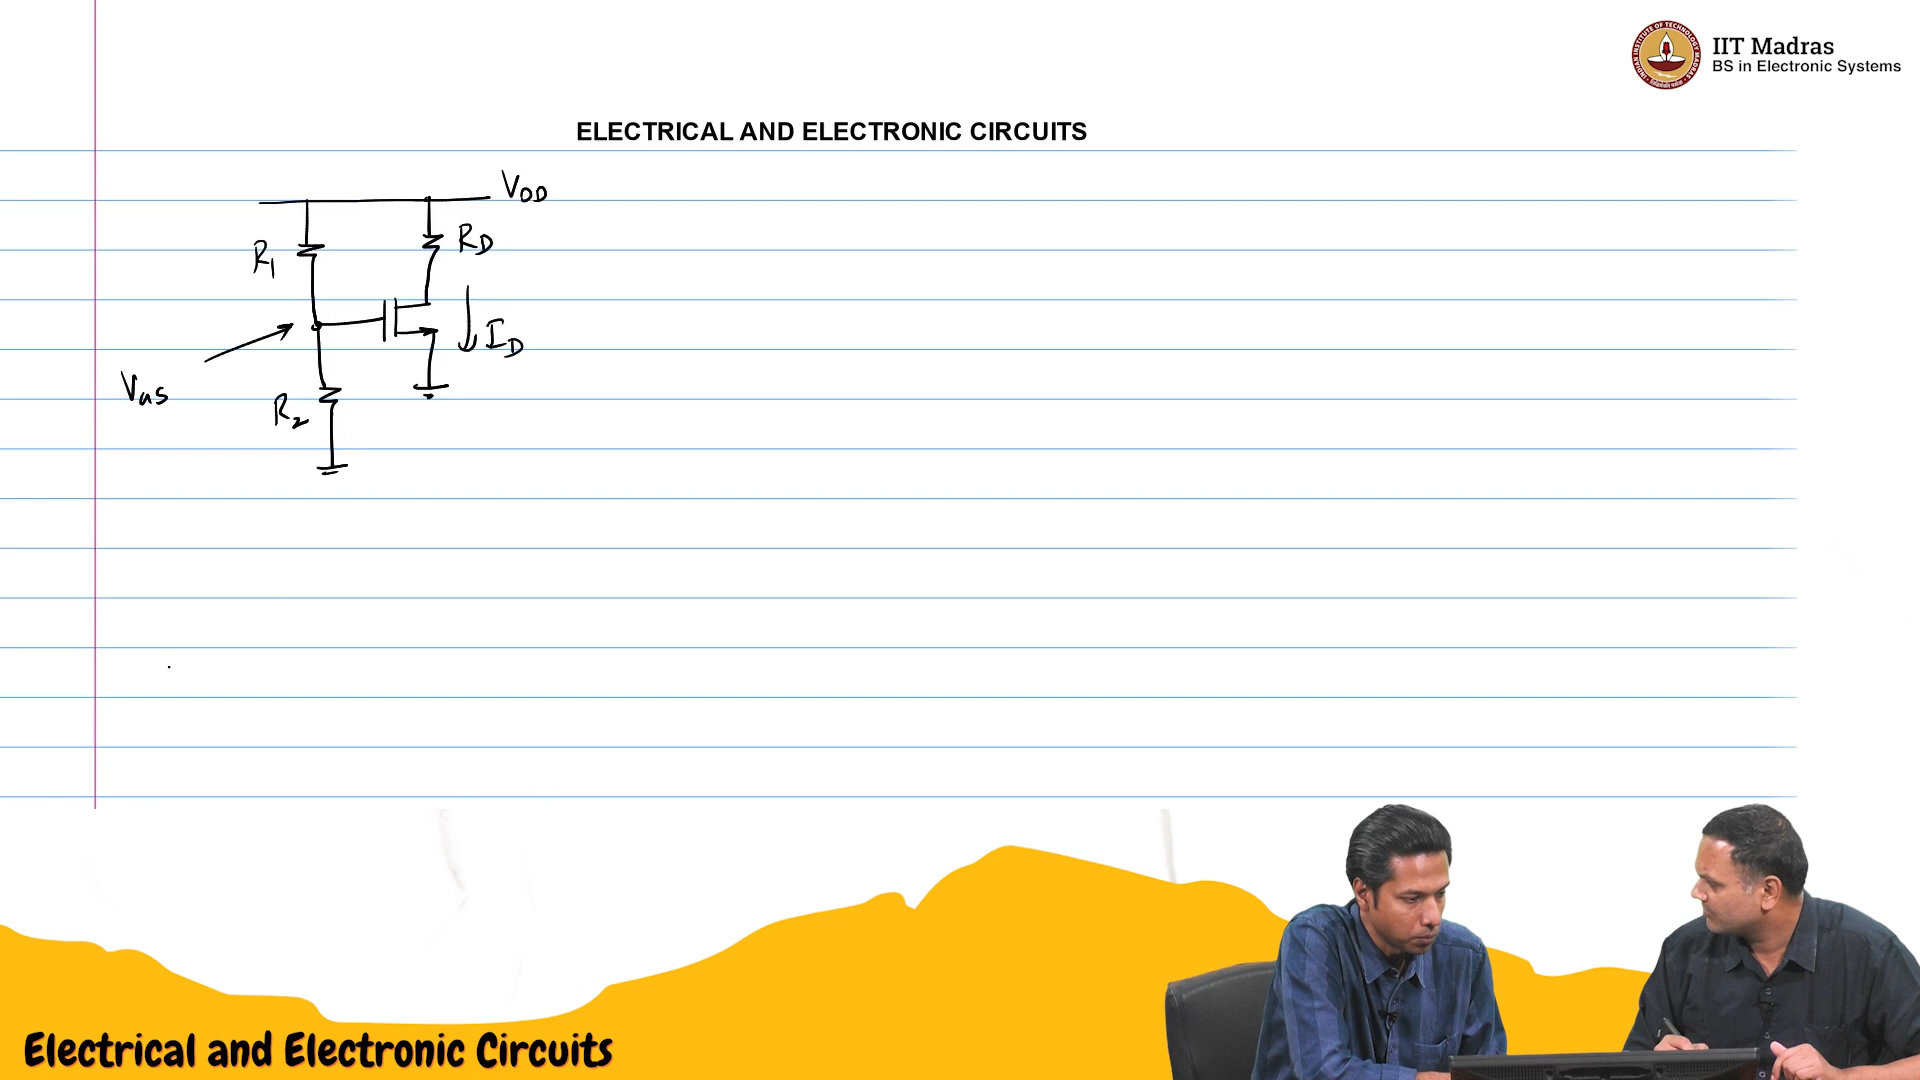 IIT Madras
BS in Electronic Systems
ELECTRICAL AND ELECTRONIC CIRCUITS
VDD
R1
RD
ID
VGS
R2
Electrical and Electronic Circuits